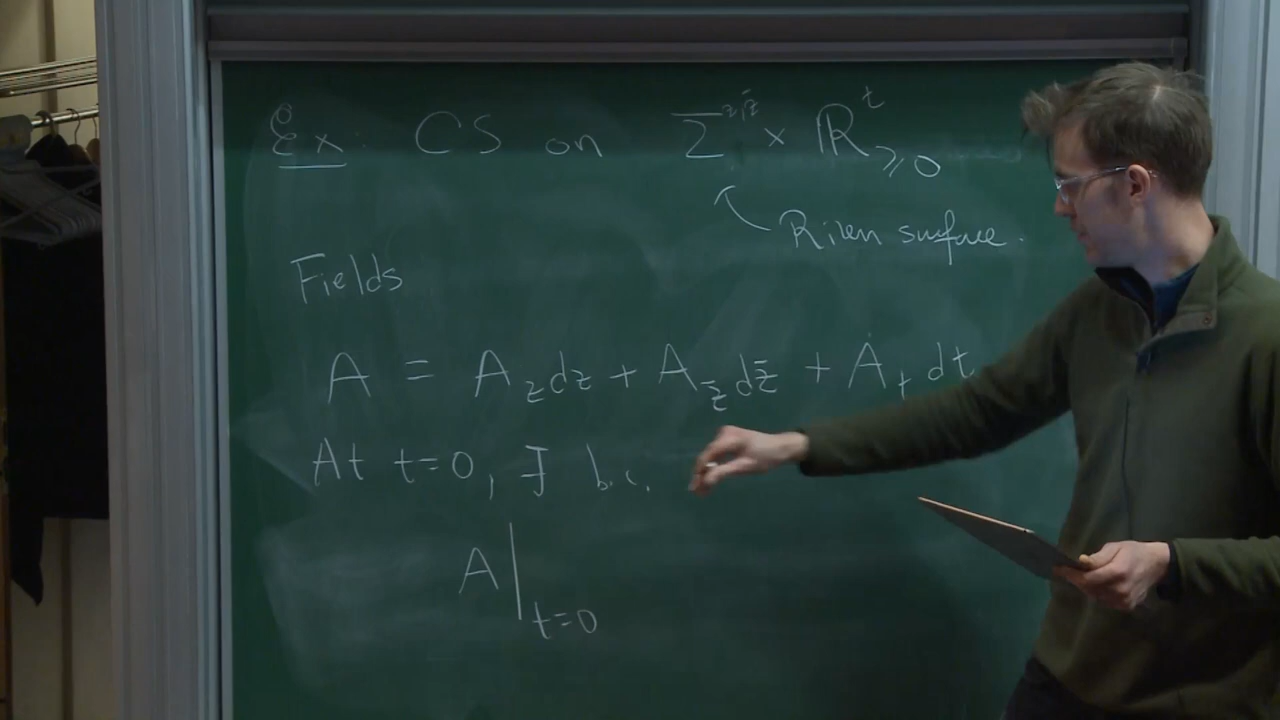 Ex: CS on Σ^{z,z̄} × ℝ^t_{≥0}
Riem surface.
Fields
A = A_z dz + A_z̄ dz̄ + A_t dt
At t=0, ∃ b.c.
A|_{t=0}